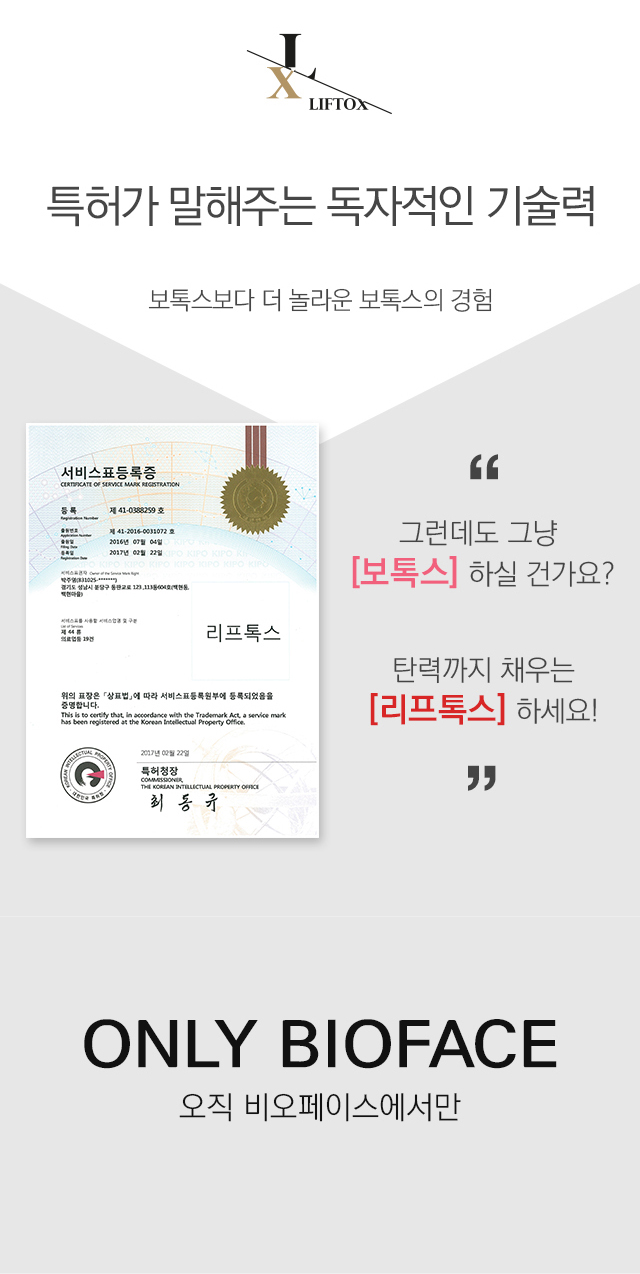 LX
LIFTOX
특허가 말해주는 독자적인 기술력
보톡스보다 더 놀라운 보톡스의 경험
서비스표등록증
CERTIFICATE OF SERVICE MARK REGISTRATION
등 록 제 41-0388259 호
Registration Number
출원번호 제 41-2016-0031072 호
Application Number
출원일 2016년 07월 04일
Filing Date
등록일 2017년 02월 22일
Registration Date
서비스표권자 Owner of the Service Mark Right
박주영(831025-*******)
경기도 성남시 분당구 동판교로 123 ,113동604호(백현동,
백현마을)
서비스표를 사용할 서비스업명 및 구분
List of Services
제 44 류
의료업등 19건
리프톡스
위의 표장은 「상표법」에 따라 서비스표등록원부에 등록되었음을
증명합니다.
This is to certify that, in accordance with the Trademark Act, a service mark
has been registered at the Korean Intellectual Property Office.
2017년 02월 22일
특허청장
COMMISSIONER,
THE KOREAN INTELLECTUAL PROPERTY OFFICE
최동규
KOREAN INTELLECTUAL PROPERTY OFFICE
대한민국 특허청
“
그런데도 그냥
[보톡스] 하실 건가요?
탄력까지 채우는
[리프톡스] 하세요!
”
ONLY BIOFACE
오직 비오페이스에서만